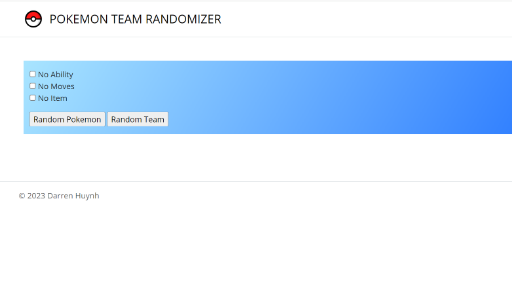 POKEMON TEAM RANDOMIZER
No Ability
No Moves
No Item
Random Pokemon Random Team
© 2023 Darren Huynh